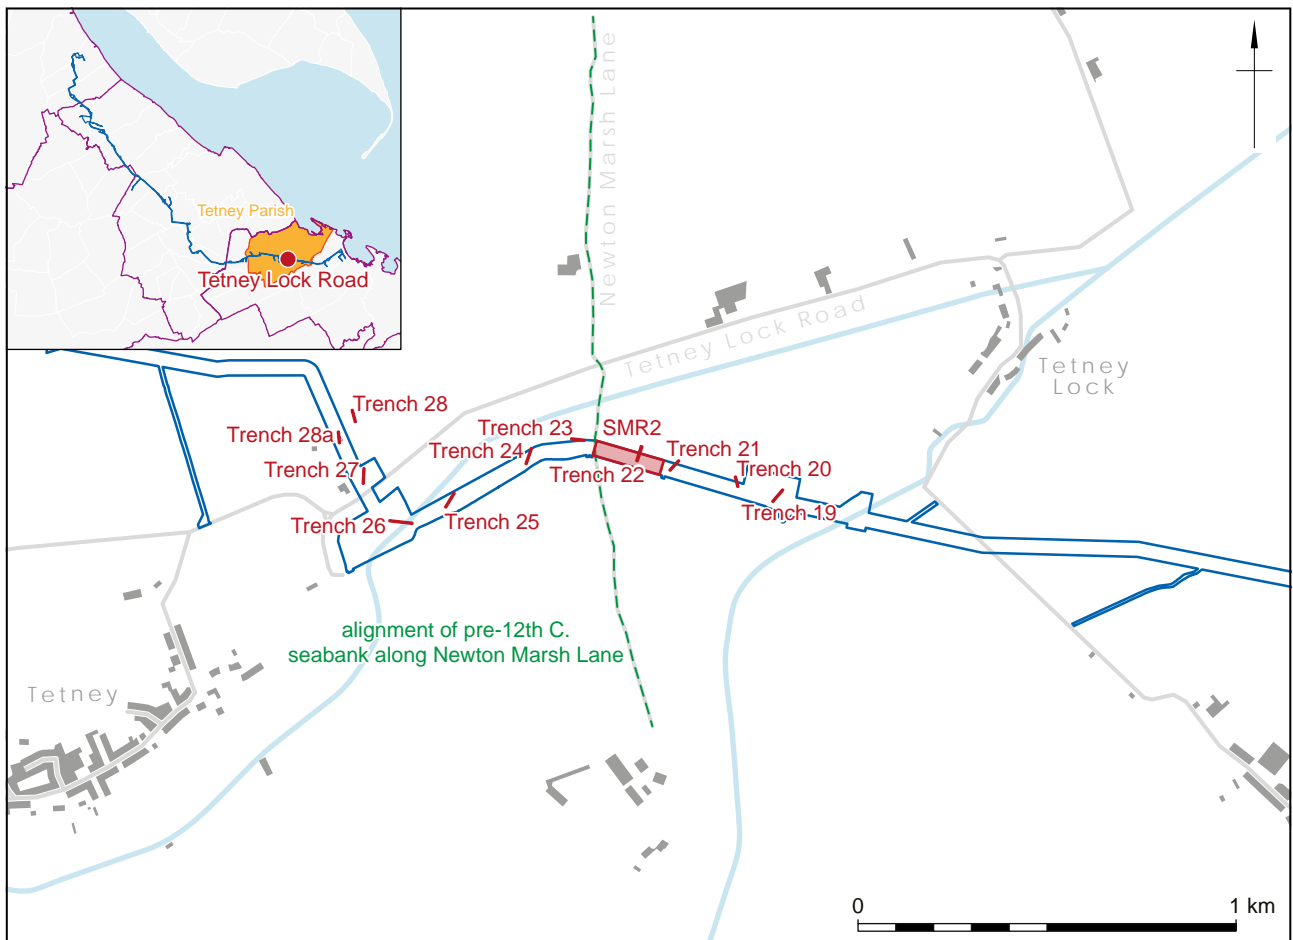 Tetney Parish
Tetney Lock Road
Newton Marsh Lane
Tetney Lock Road
Tetney
Lock
Trench 28
Trench 28a
Trench 27
Trench 26
Trench 25
Trench 24
Trench 23
SMR2
Trench 22
Trench 21
Trench 20
Trench 19
alignment of pre-12th C.
seabank along Newton Marsh Lane
Tetney
0
1 km